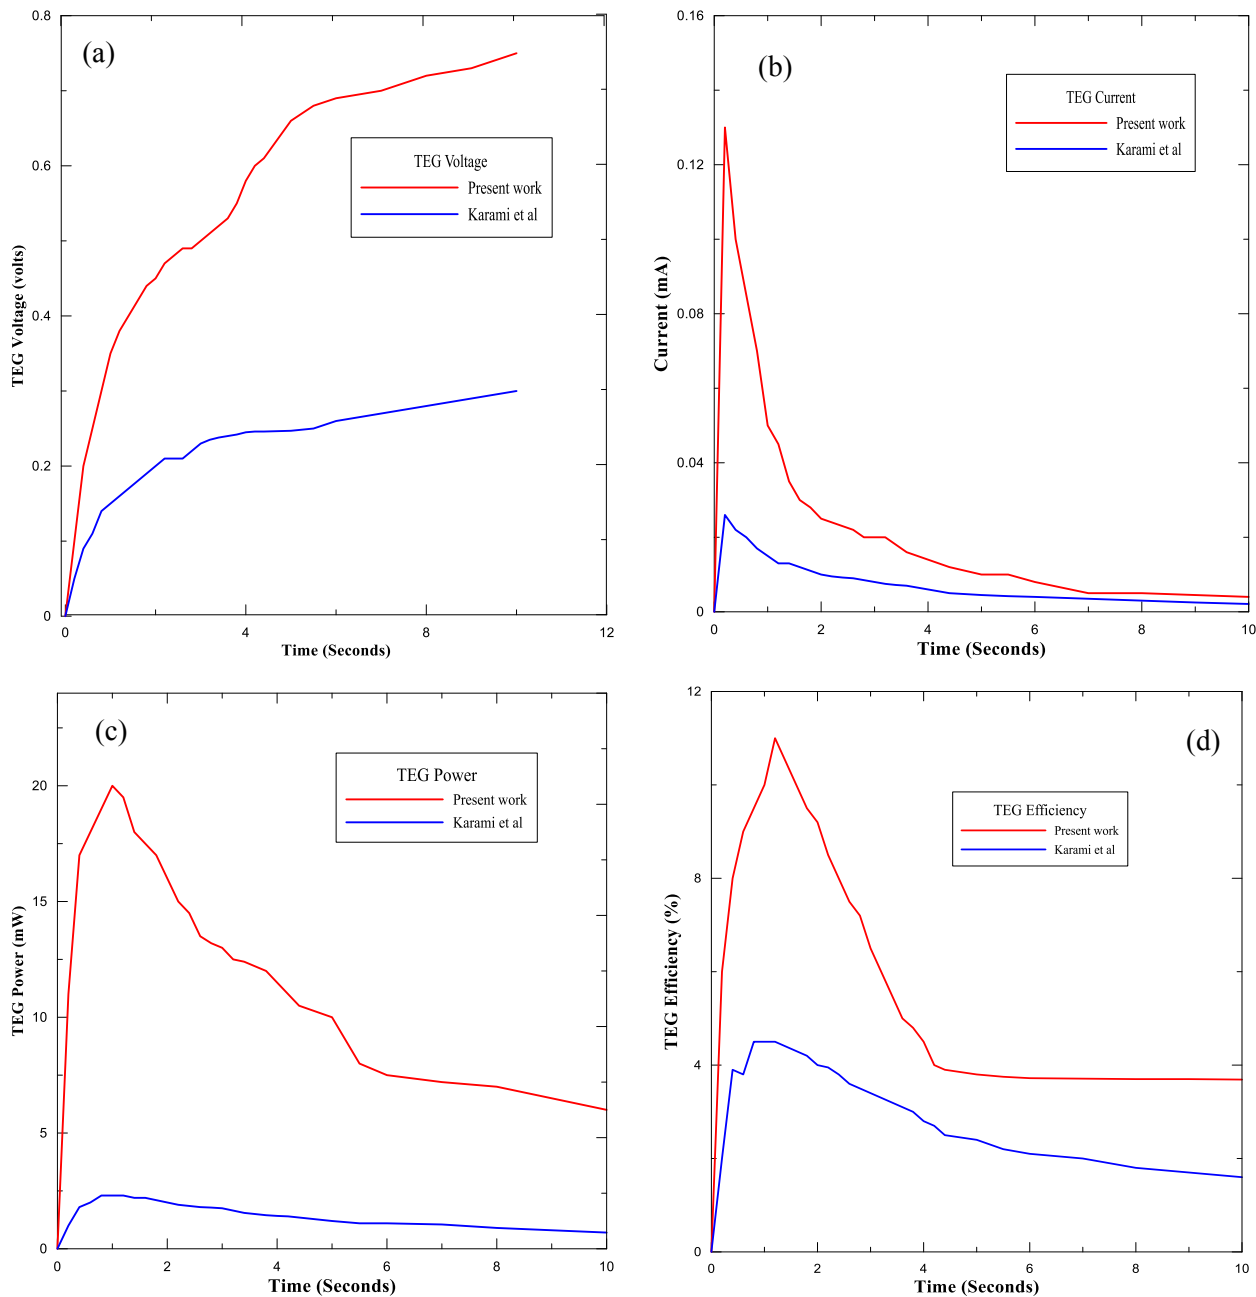 (a)
0.8
0.6
0.4
0.2
0
TEG Voltage (volts)
TEG Voltage
Present work
Karami et al
0 4 8 12
Time (Seconds)
(b)
0.16
0.12
0.08
0.04
0
Current (mA)
TEG Current
Present work
Karami et al
0 2 4 6 8 10
Time (Seconds)
(c)
20
15
10
5
0
TEG Power (mW)
TEG Power
Present work
Karami et al
0 2 4 6 8 10
Time (Seconds)
(d)
12
8
4
0
TEG Efficiency (%)
TEG Efficiency
Present work
Karami et al
0 2 4 6 8 10
Time (Seconds)